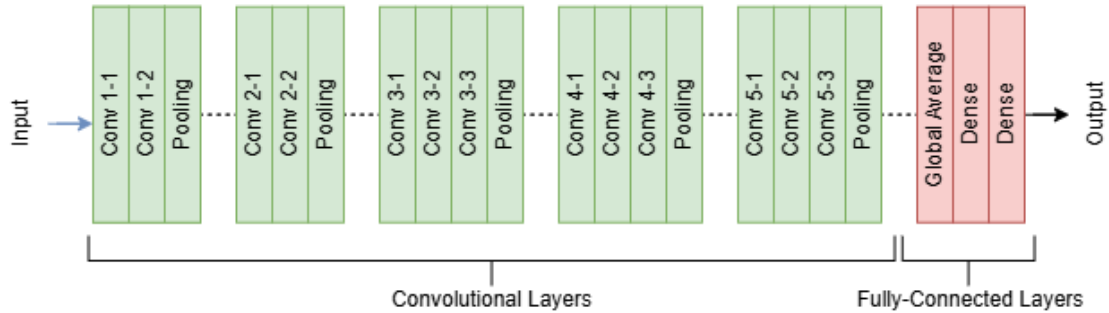 Input
Conv 1-1
Conv 1-2
Pooling
Conv 2-1
Conv 2-2
Pooling
Conv 3-1
Conv 3-2
Conv 3-3
Pooling
Conv 4-1
Conv 4-2
Conv 4-3
Pooling
Conv 5-1
Conv 5-2
Conv 5-3
Pooling
Global Average
Dense
Dense
Output
Convolutional Layers
Fully-Connected Layers